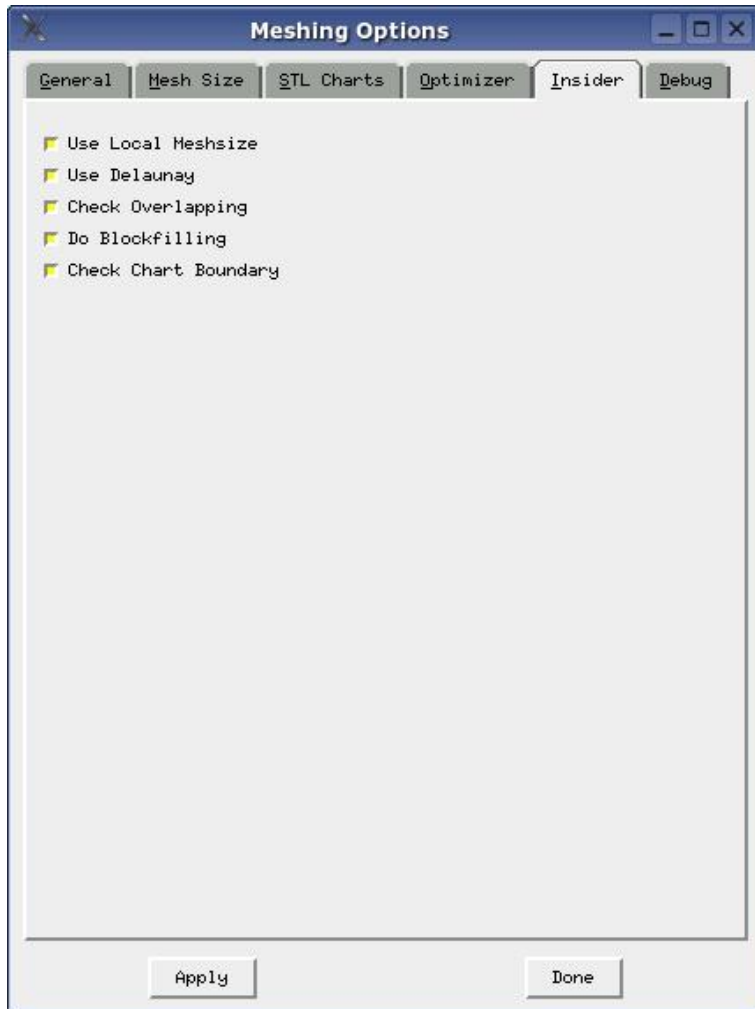 Meshing Options
General Mesh Size STL Charts Optimizer Insider Debug
Use Local Meshsize
Use Delaunay
Check Overlapping
Do Blockfilling
Check Chart Boundary
Apply Done